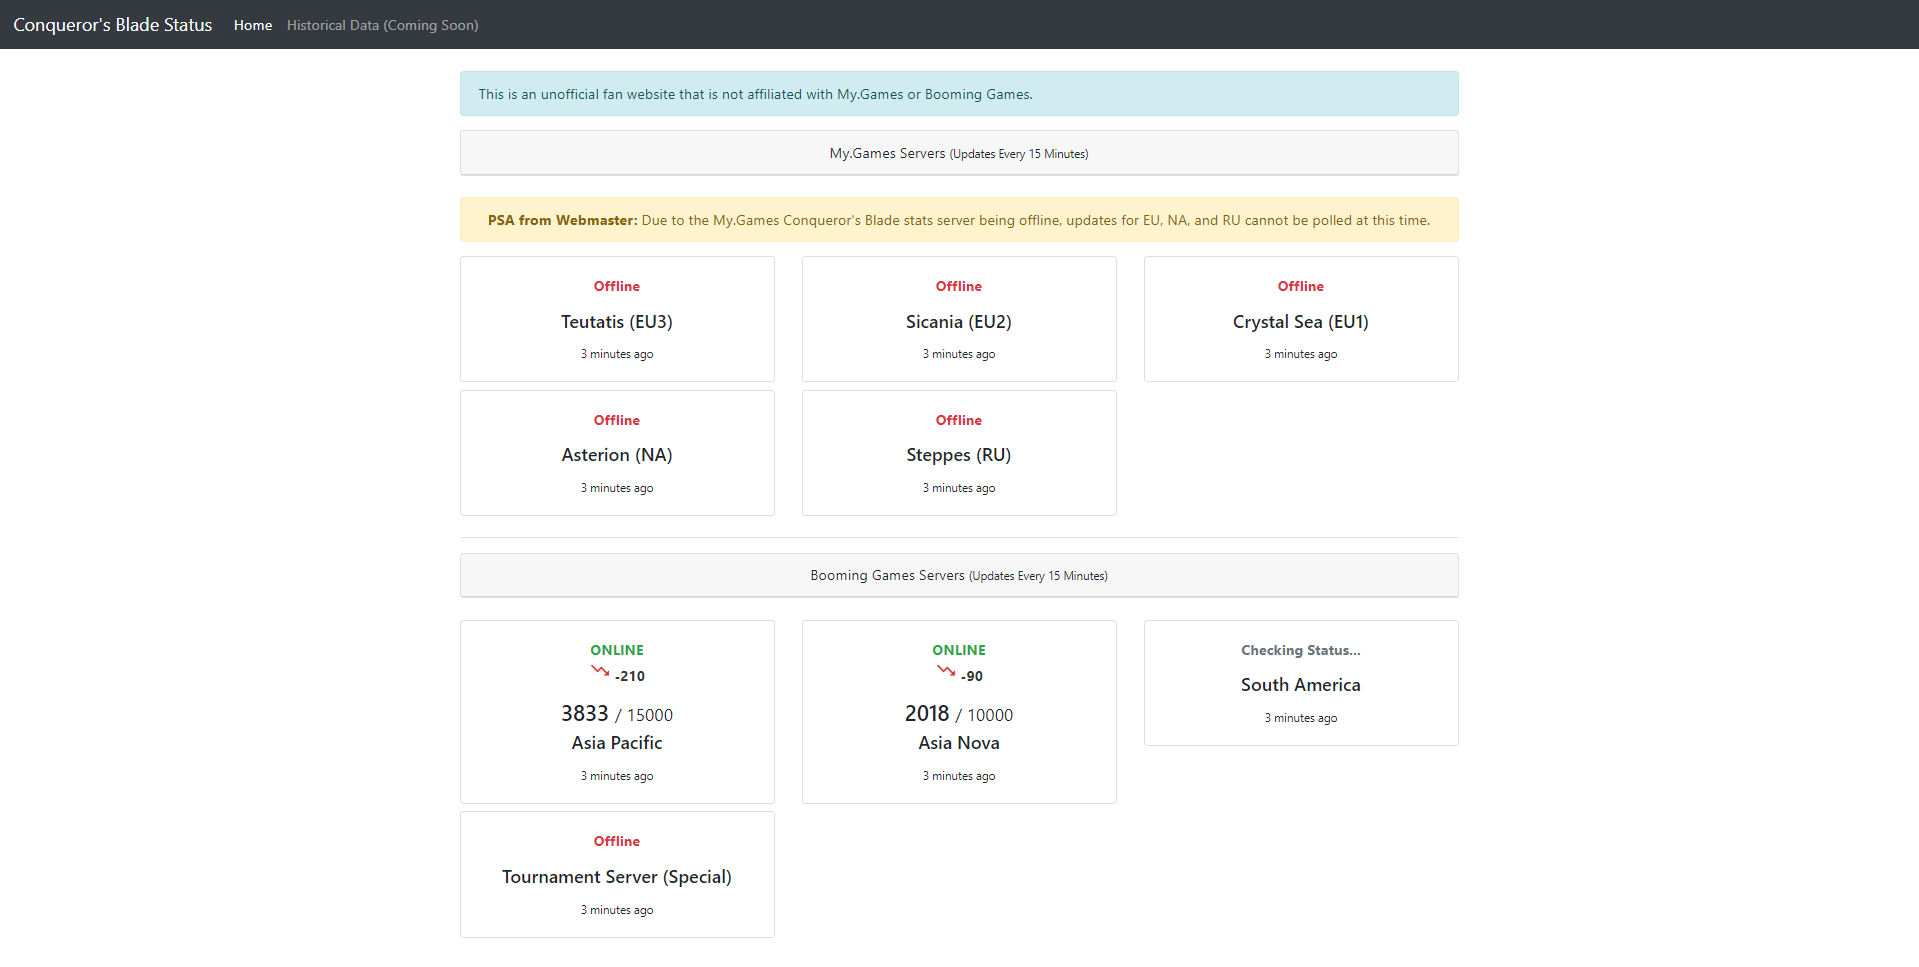 Conqueror's Blade Status Home Historical Data (Coming Soon)
This is an unofficial fan website that is not affiliated with My.Games or Booming Games.
My.Games Servers (Updates Every 15 Minutes)
PSA from Webmaster: Due to the My.Games Conqueror's Blade stats server being offline, updates for EU, NA, and RU cannot be polled at this time.
Offline
Teutatis (EU3)
3 minutes ago
Offline
Sicania (EU2)
3 minutes ago
Offline
Crystal Sea (EU1)
3 minutes ago
Offline
Asterion (NA)
3 minutes ago
Offline
Steppes (RU)
3 minutes ago
Booming Games Servers (Updates Every 15 Minutes)
ONLINE
-210
3833 / 15000
Asia Pacific
3 minutes ago
ONLINE
-90
2018 / 10000
Asia Nova
3 minutes ago
Checking Status...
South America
3 minutes ago
Offline
Tournament Server (Special)
3 minutes ago